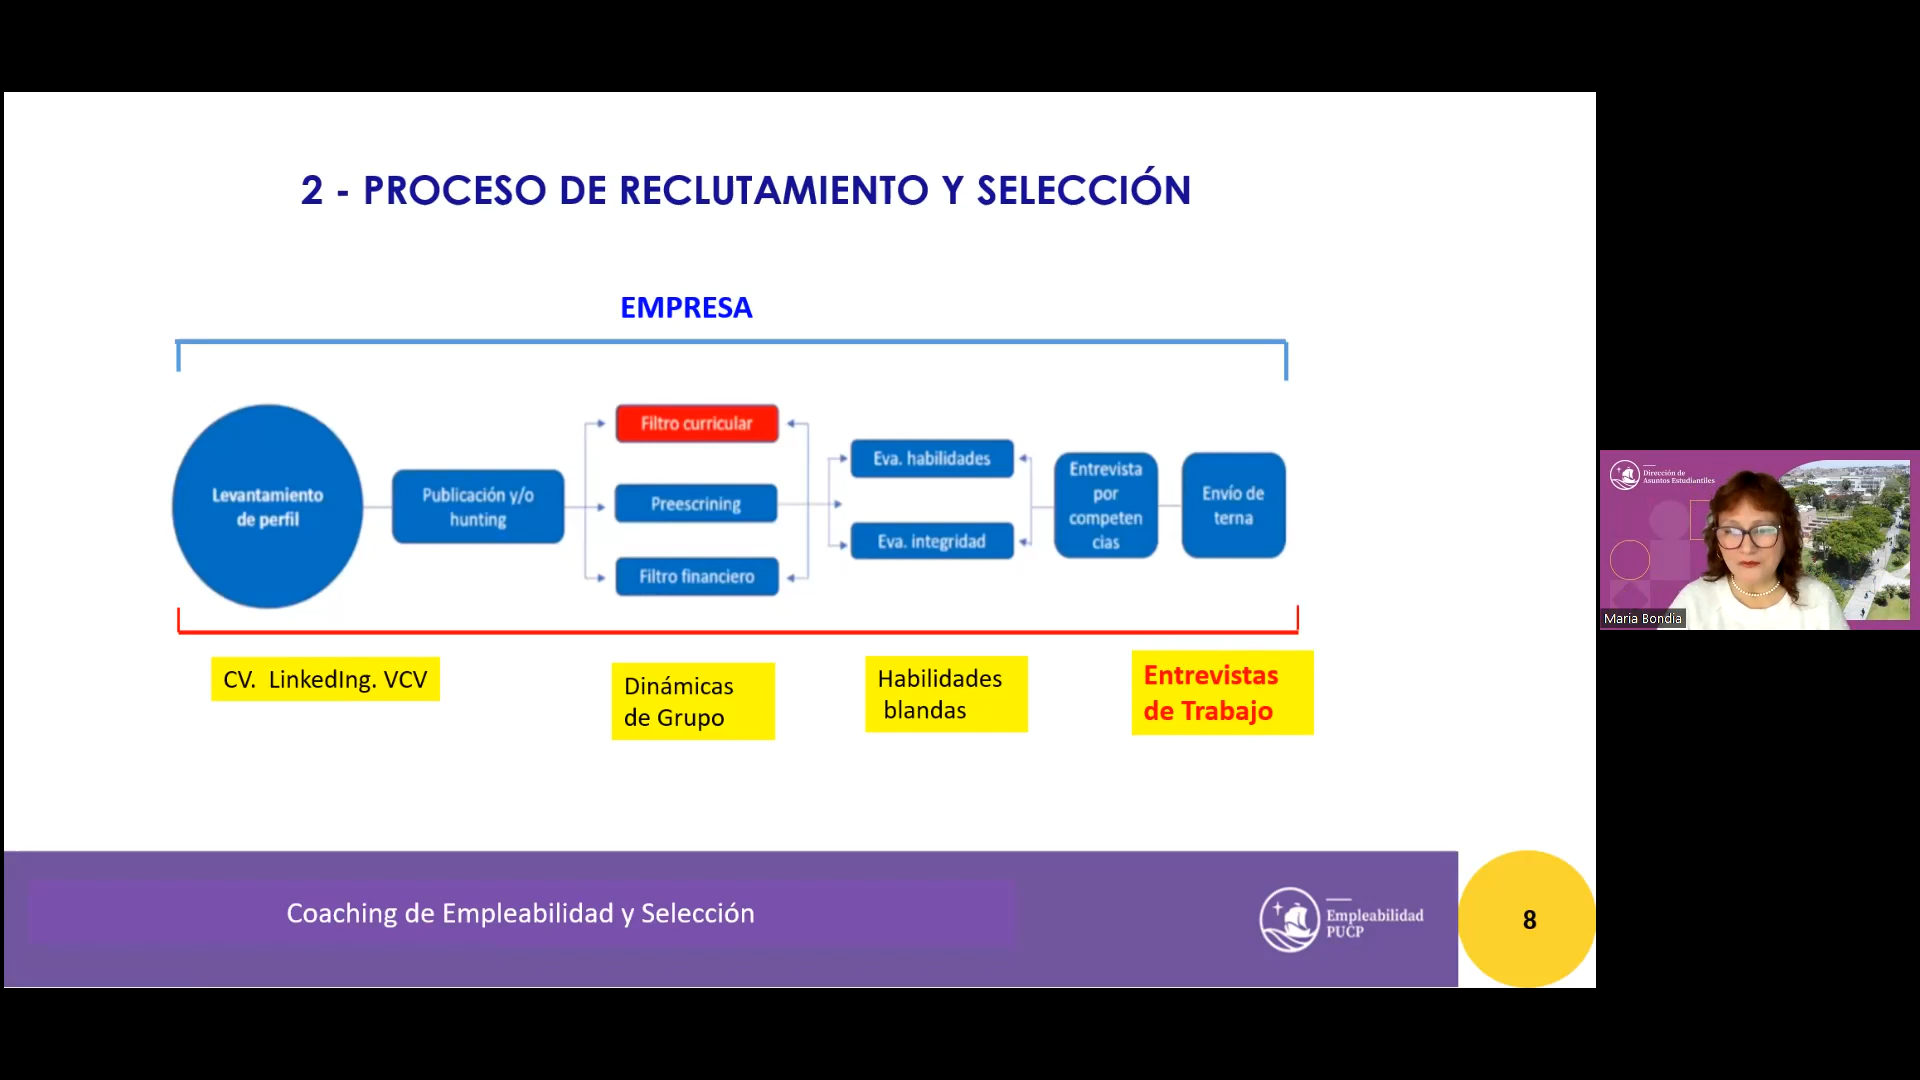 2 - PROCESO DE RECLUTAMIENTO Y SELECCIÓN
EMPRESA
Levantamiento
de perfil
Publicación y/o
hunting
Filtro curricular
Preescrining
Filtro financiero
Eva. habilidades
Eva. integridad
Entrevista
por
competen
cias
Envío de
terna
CV.  LinkedIng. VCV
Dinámicas
de Grupo
Habilidades
blandas
Entrevistas
de Trabajo
Coaching de Empleabilidad y Selección
Empleabilidad
PUCP
8
Dirección de
Asuntos Estudiantiles
Maria Bondia